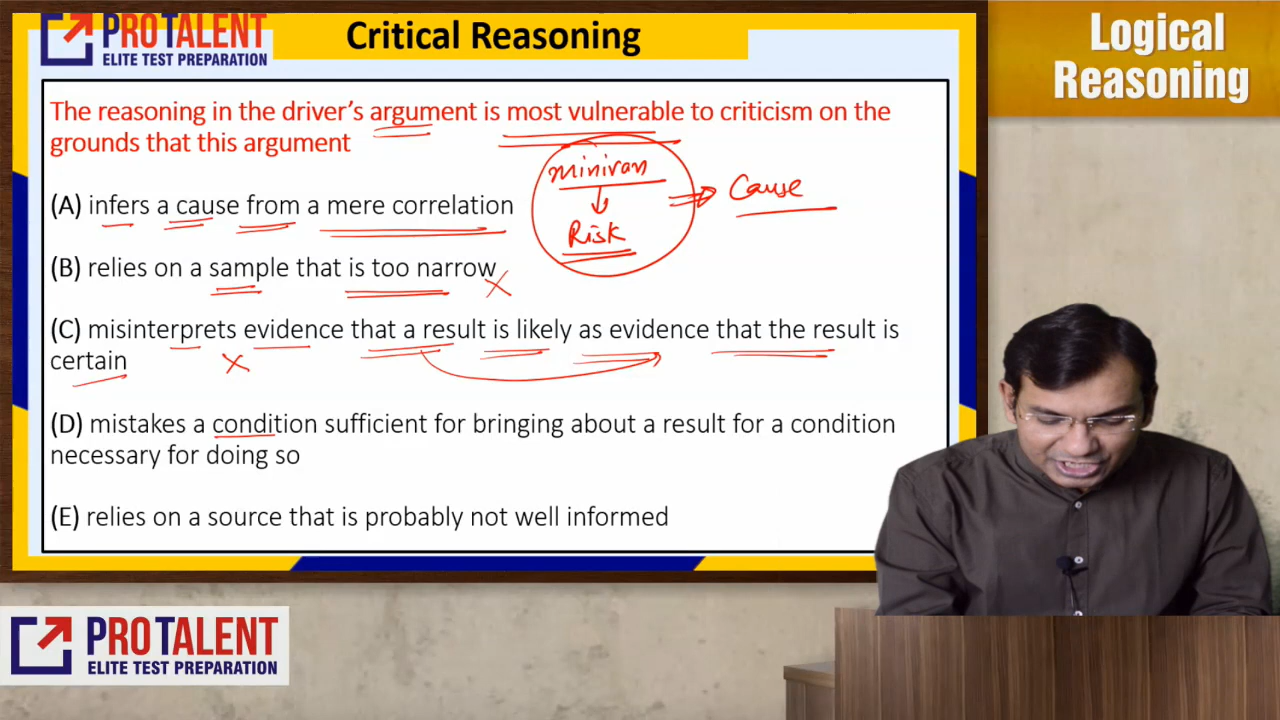 PRO TALENT
ELITE TEST PREPARATION
Critical Reasoning
Logical
Reasoning
The reasoning in the driver's argument is most vulnerable to criticism on the
grounds that this argument
minivan
Risk
Cause
(A) infers a cause from a mere correlation
(B) relies on a sample that is too narrow
(C) misinterprets evidence that a result is likely as evidence that the result is
certain
(D) mistakes a condition sufficient for bringing about a result for a condition
necessary for doing so
(E) relies on a source that is probably not well informed
PRO TALENT
ELITE TEST PREPARATION